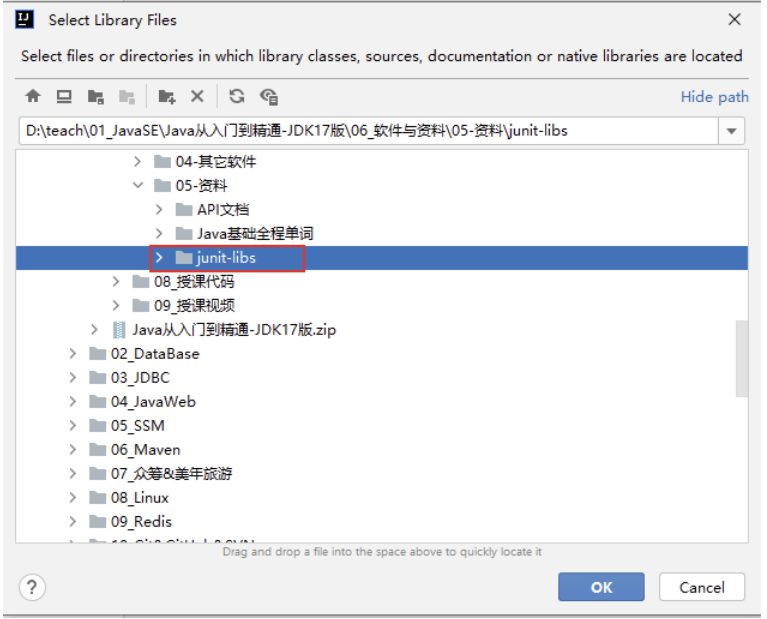 Select Library Files
Select files or directories in which library classes, sources, documentation or native libraries are located
Hide path
D:\teach\01_JavaSE\Java从入门到精通-JDK17版\06_软件与资料\05-资料\junit-libs
04-其它软件
05-资料
API文档
Java基础全程单词
junit-libs
08_授课代码
09_授课视频
Java从入门到精通-JDK17版.zip
02_DataBase
03_JDBC
04_JavaWeb
05_SSM
06_Maven
07_众筹&美年旅游
08_Linux
09_Redis
Drag and drop a file into the space above to quickly locate it
?
OK
Cancel